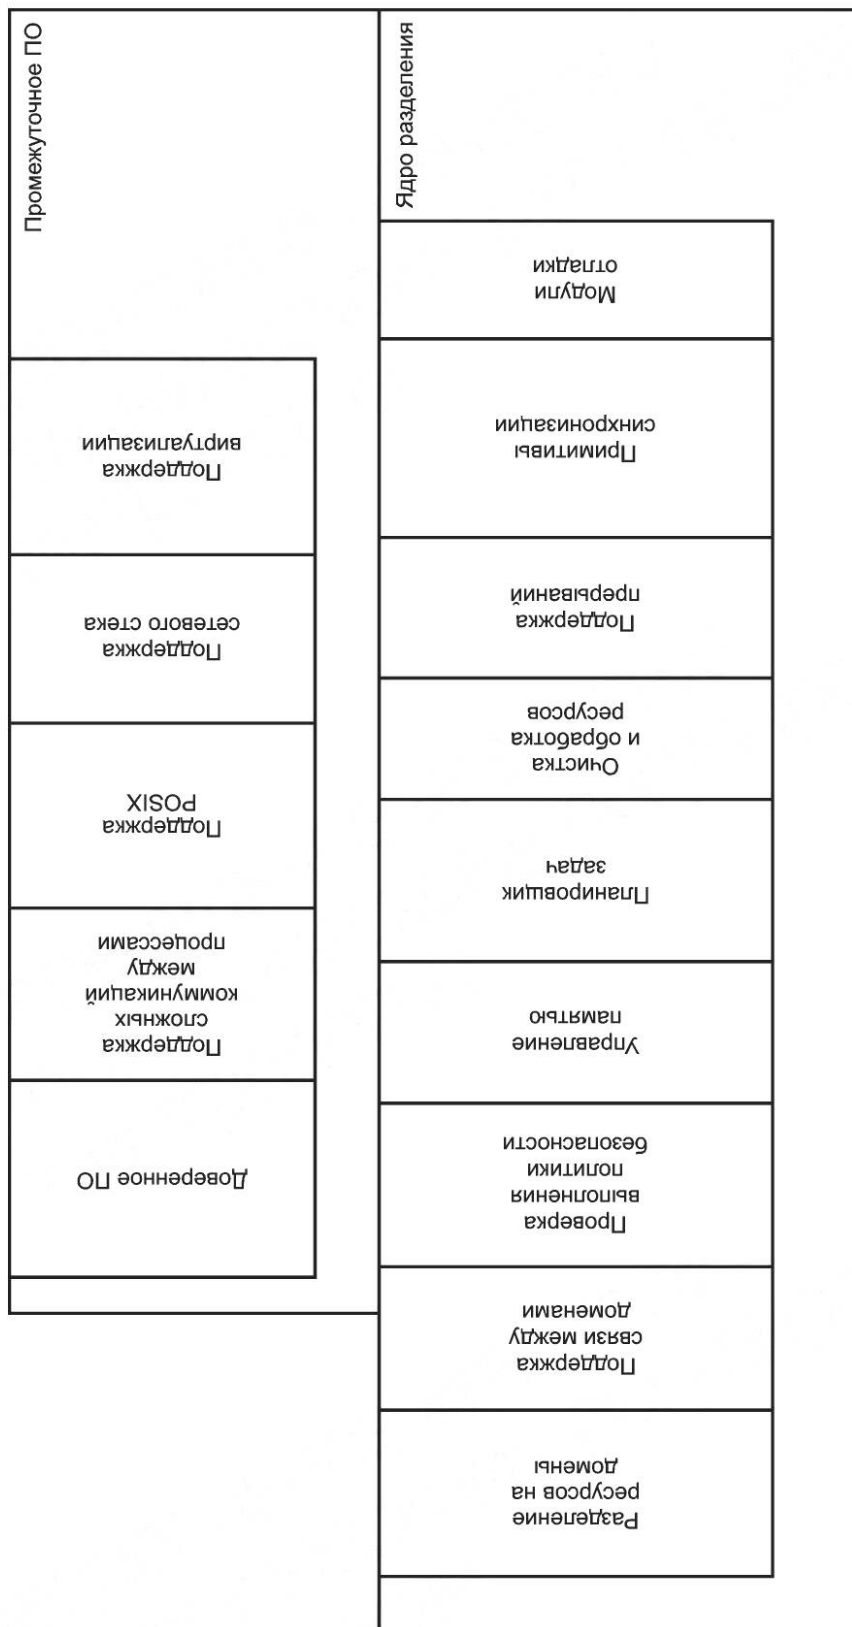 Промежуточное ПО
Поддержка
виртуализации
Поддержка
сетевого стека
Поддержка
POSIX
Поддержка
сложных
коммуникаций
между
процессами
Доверенное ПО
Ядро разделения
Модули
отладки
Примитивы
синхронизации
Поддержка
прерываний
Очистка
и обработка
ресурсов
Планировщик
задач
Управление
памятью
Проверка
выполнения
политики
безопасности
Поддержка
связи между
доменами
Разделение
ресурсов на
домены